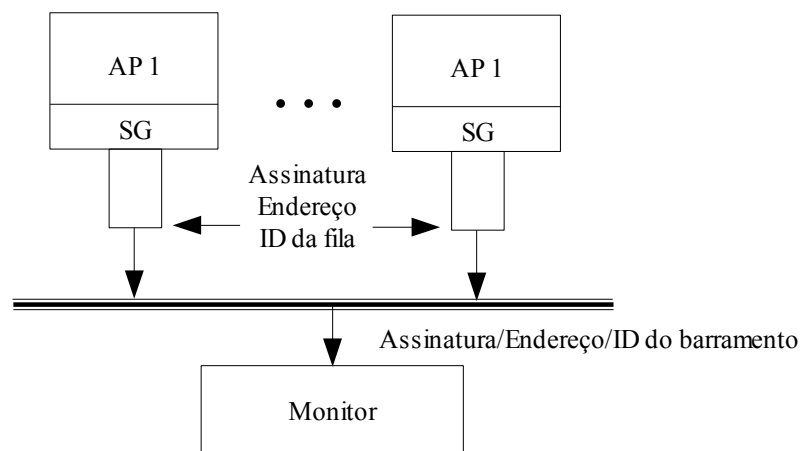 AP 1
SG
AP 1
SG
Assinatura
Endereço
ID da fila
Assinatura/Endereço/ID do barramento
Monitor